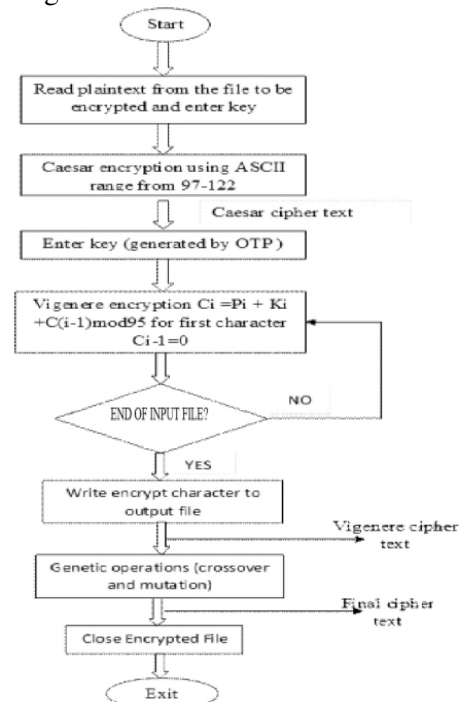 Start
Read plaintext from the file to be
encrypted and enter key
Caesar encryption using ASCII
range from 97-122
Caesar cipher text
Enter key (generated by OTP )
Vigenere encryption Ci =Pi + Ki
+C(i-1)mod95 for first character
Ci-1=0
END OF INPUT FILE?
NO
YES
Write encrypt character to
output file
Vigenere cipher
text
Genetic operations (crossover
and mutation)
Final cipher
text
Close Encrypted File
Exit